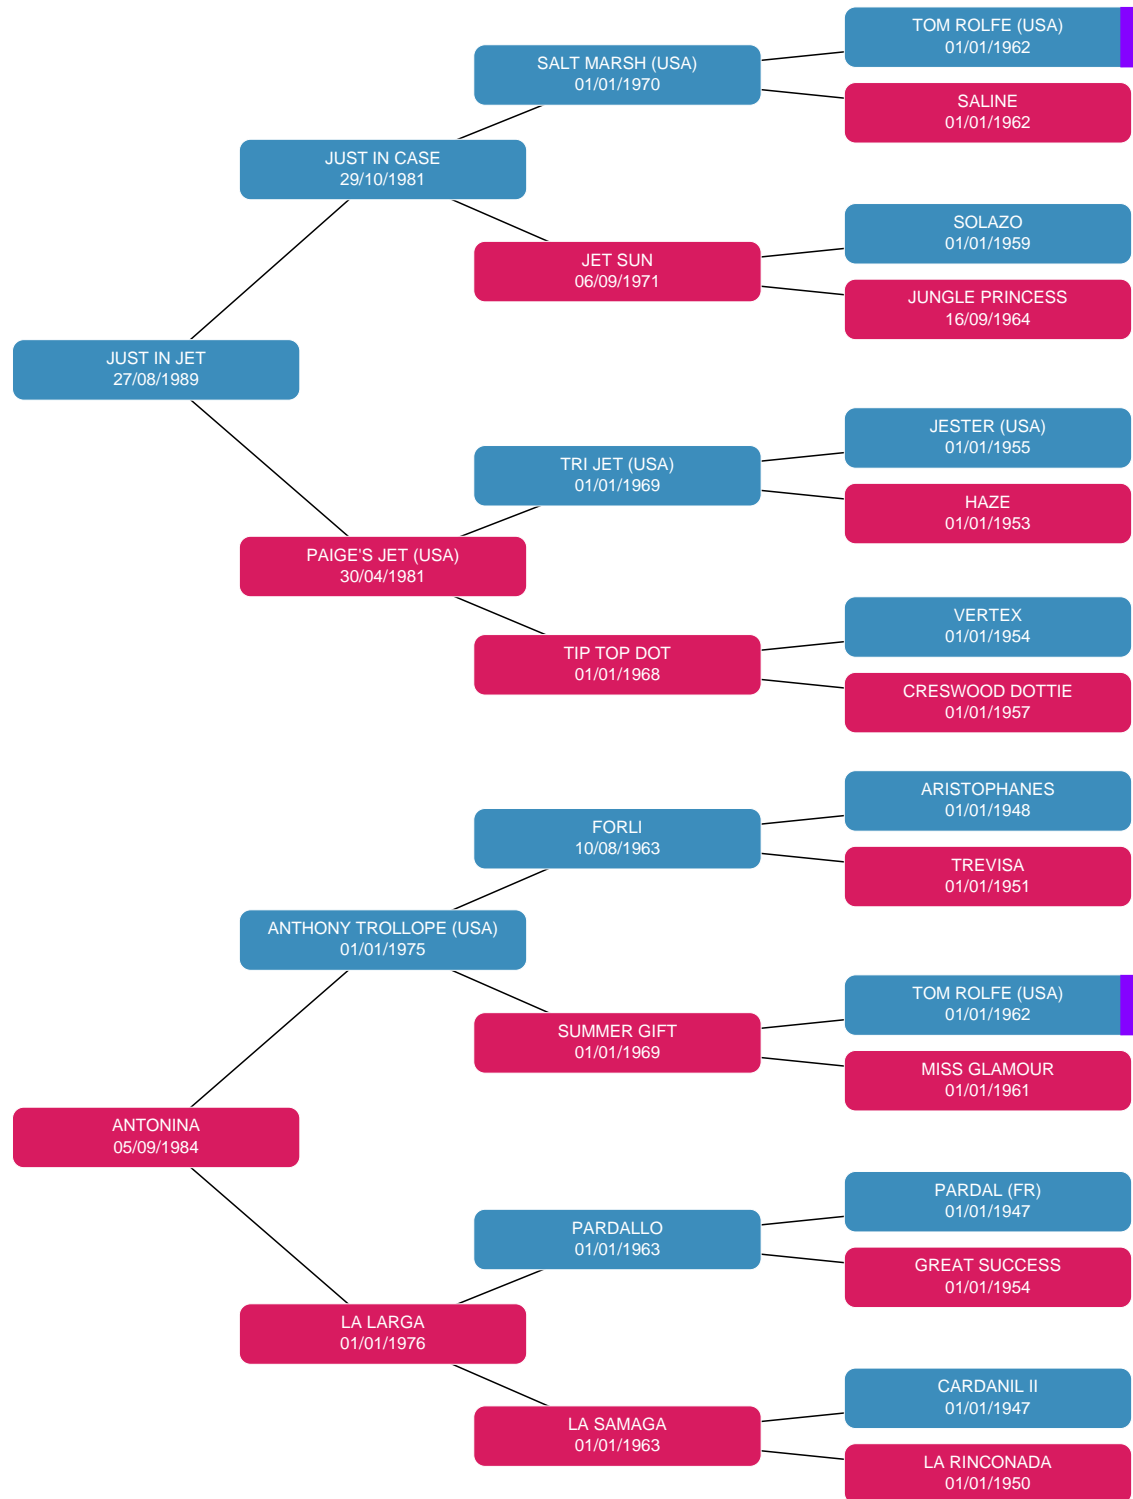 TOM ROLFE (USA)
01/01/1962
SALT MARSH (USA)
01/01/1970
SALINE
01/01/1962
JUST IN CASE
29/10/1981
SOLAZO
01/01/1959
JET SUN
06/09/1971
JUNGLE PRINCESS
16/09/1964
JUST IN JET
27/08/1989
JESTER (USA)
01/01/1955
TRI JET (USA)
01/01/1969
HAZE
01/01/1953
PAIGE'S JET (USA)
30/04/1981
VERTEX
01/01/1954
TIP TOP DOT
01/01/1968
CRESWOOD DOTTIE
01/01/1957
ARISTOPHANES
01/01/1948
FORLI
10/08/1963
TREVISA
01/01/1951
ANTHONY TROLLOPE (USA)
01/01/1975
TOM ROLFE (USA)
01/01/1962
SUMMER GIFT
01/01/1969
MISS GLAMOUR
01/01/1961
ANTONINA
05/09/1984
PARDAL (FR)
01/01/1947
PARDALLO
01/01/1963
GREAT SUCCESS
01/01/1954
LA LARGA
01/01/1976
CARDANIL II
01/01/1947
LA SAMAGA
01/01/1963
LA RINCONADA
01/01/1950